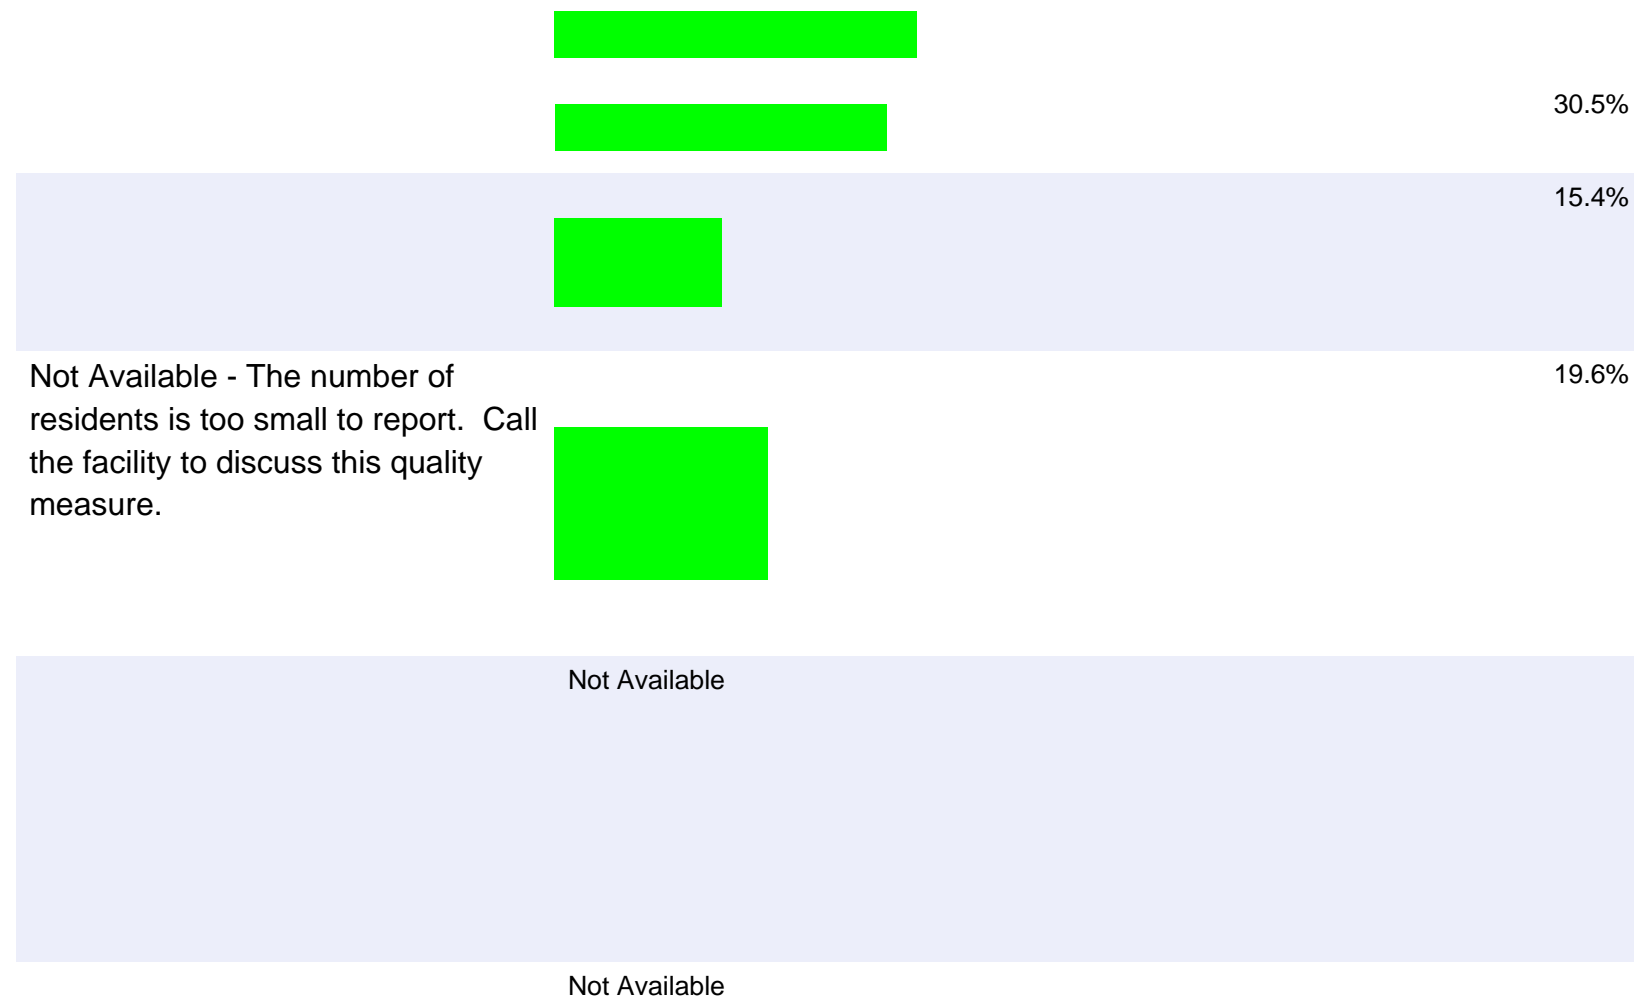 30.5%
15.4%
Not Available - The number of
residents is too small to report.  Call
the facility to discuss this quality
measure.
19.6%
Not Available
Not Available